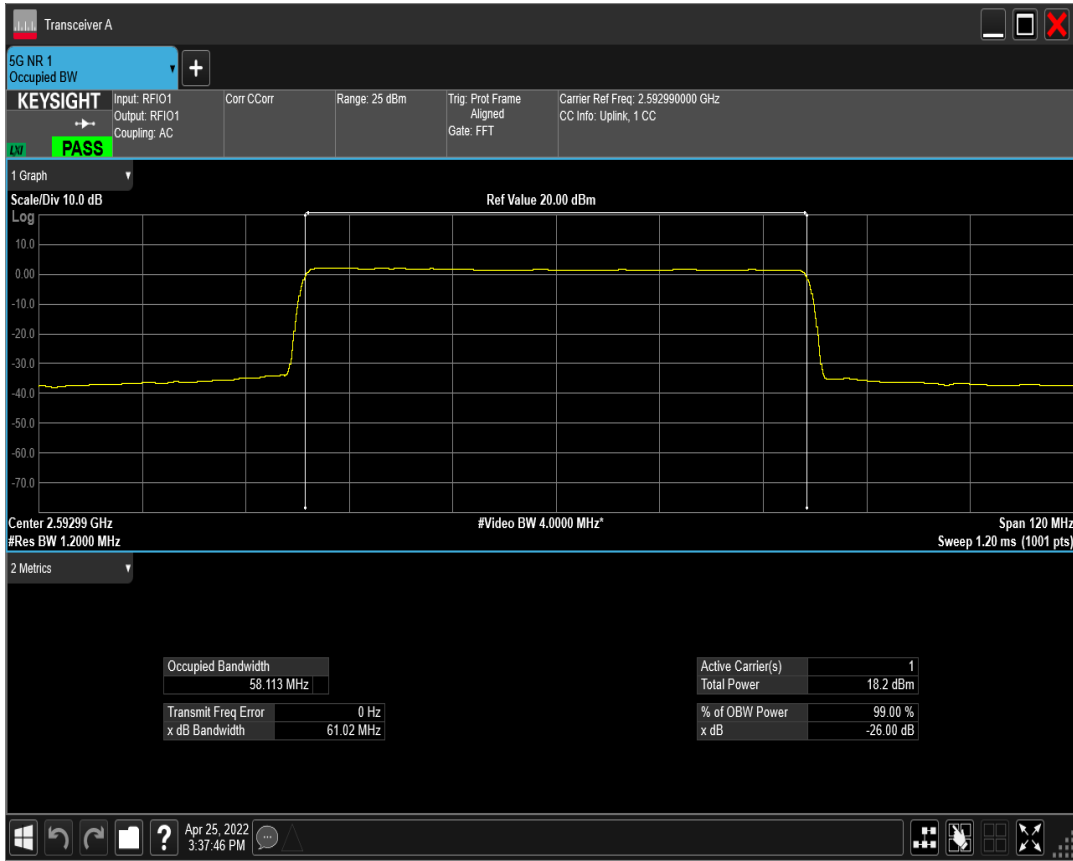 Transceiver A
5G NR 1
Occupied BW
KEYSIGHT
LXI
PASS
Input: RFIO1
Output: RFIO1
Coupling: AC
Corr CCorr
Range: 25 dBm
Trig: Prot Frame
Aligned
Gate: FFT
Carrier Ref Freq: 2.592990000 GHz
CC Info: Uplink, 1 CC
1 Graph
Scale/Div 10.0 dB
Ref Value 20.00 dBm
Log
10.0
0.00
-10.0
-20.0
-30.0
-40.0
-50.0
-60.0
-70.0
Center 2.59299 GHz
#Video BW 4.0000 MHz*
Span 120 MHz
#Res BW 1.2000 MHz
Sweep 1.20 ms (1001 pts)
2 Metrics
Occupied Bandwidth
58.113 MHz
Transmit Freq Error 0 Hz
x dB Bandwidth 61.02 MHz
Active Carrier(s) 1
Total Power 18.2 dBm
% of OBW Power 99.00 %
x dB -26.00 dB
?
Apr 25, 2022
3:37:46 PM